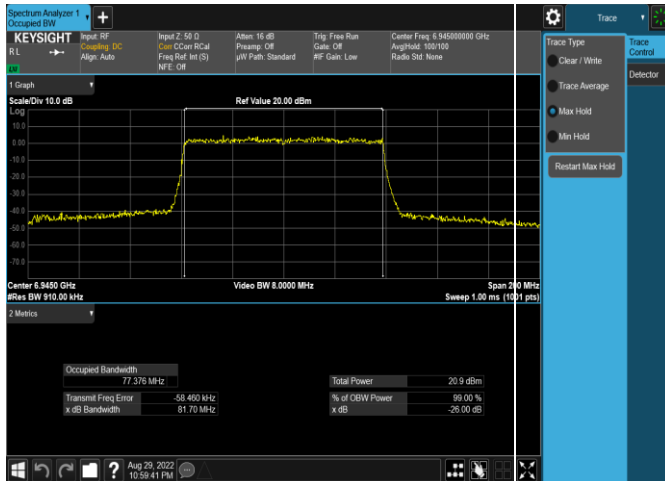 Spectrum Analyzer 1
Occupied BW
KEYSIGHT
R L
Input: RF
Coupling: DC
Align: Auto
Input Z: 50 Ω
Corr CCorr RCal
Freq Ref: Int (S)
NFE: Off
Atten: 16 dB
Preamp: Off
µW Path: Standard
Trig: Free Run
Gate: Off
#IF Gain: Low
Center Freq: 6.945000000 GHz
Avg|Hold: 100/100
Radio Std: None
1 Graph
Scale/Div 10.0 dB
Ref Value 20.00 dBm
Log
10.0
0.00
-10.0
-20.0
-30.0
-40.0
-50.0
-60.0
-70.0
Center 6.9450 GHz
Video BW 8.0000 MHz
Span 200 MHz
#Res BW 910.00 kHz
Sweep 1.00 ms (1001 pts)
2 Metrics
Occupied Bandwidth
77.376 MHz
Total Power 20.9 dBm
Transmit Freq Error -58.460 kHz
% of OBW Power 99.00 %
x dB Bandwidth 81.70 MHz
x dB -26.00 dB
Aug 29, 2022
10:59:41 PM
Trace
Trace Type
Clear / Write
Trace Average
Max Hold
Min Hold
Restart Max Hold
Trace
Control
Detector